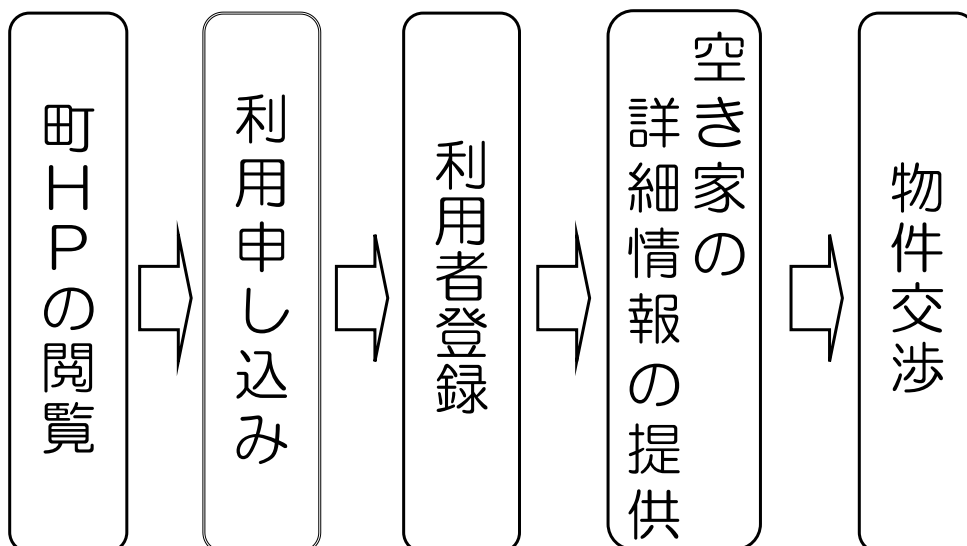 町HPの閲覧
利用申し込み
利用者登録
空き家の
詳細情報の提供
物件交渉